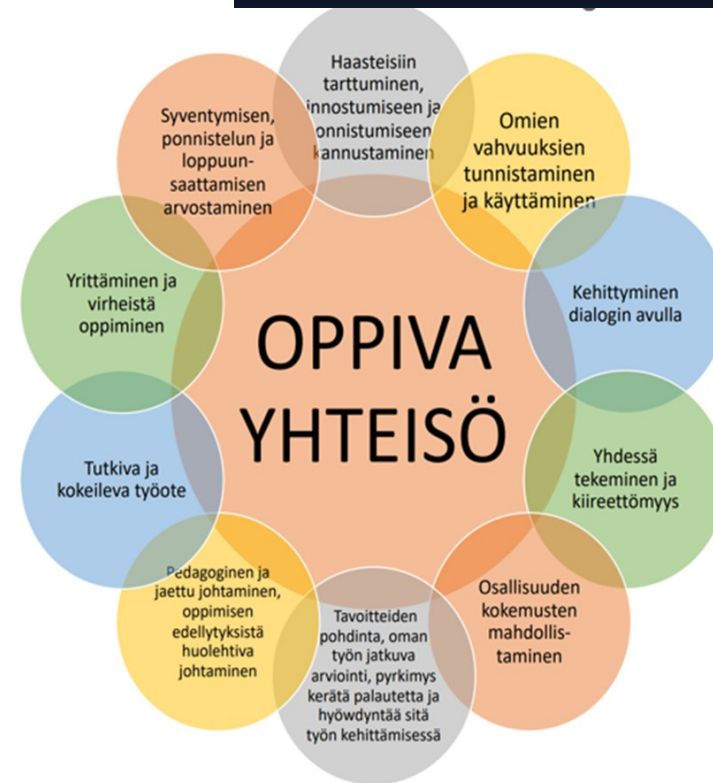 Haasteisiin
tarttuminen,
innostumiseen ja
onnistumiseen
kannustaminen
Omien
vahvuuksien
tunnistaminen
ja käyttäminen
Kehittyminen
dialogin avulla
Yhdessä
tekeminen ja
kiireettömyys
Osallisuuden
kokemusten
mahdollis-
taminen
Tavoitteiden
pohdinta, oman
työn jatkuva
arviointi, pyrkimys
kerätä palautetta ja
hyöwdyntää sitä
työn kehittämisessä
Pedagoginen ja
jaettu johtaminen,
oppimisen
edellytyksistä
huolehtiva
johtaminen
Tutkiva ja
kokeileva työote
Yrittäminen ja
virheistä
oppiminen
Syventymisen,
ponnistelun ja
loppuun-
saattamisen
arvostaminen
OPPIVA
YHTEISÖ